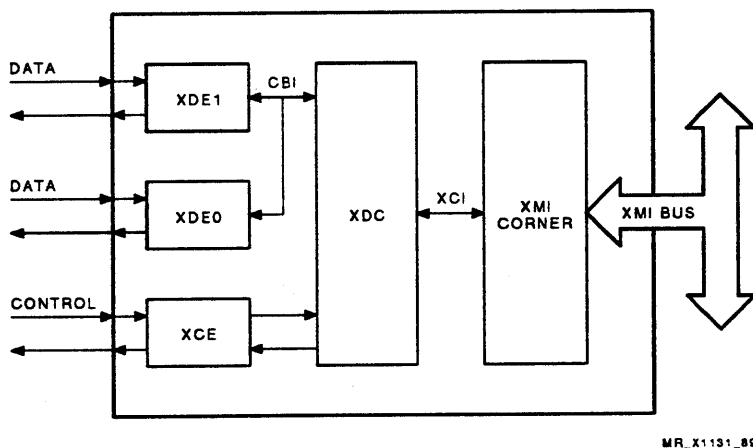 DATA
XDE1
CBI
DATA
XDE0
XDC
XCI
XMI
CORNER
XMI BUS
CONTROL
XCE